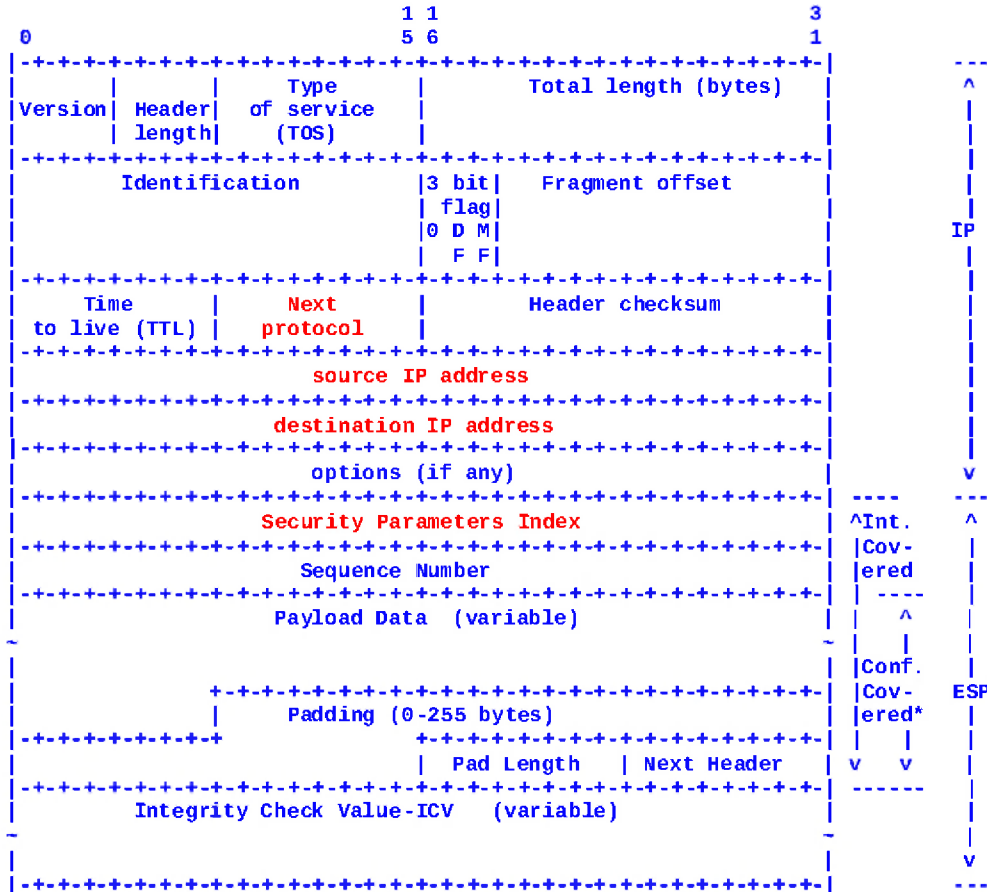 1 1 3
0 5 6 1
|-+-+-+-+-+-+-+-+-+-+-+-+-+-+-+-+-+-+-+-+-+-+-+-+-+-+-+-+-+-+-+-| ---
| | | Type | Total length (bytes) | ^
|Version| Header| of service | | |
| | length| (TOS) | | |
|-+-+-+-+-+-+-+-+-+-+-+-+-+-+-+-+-+-+-+-+-+-+-+-+-+-+-+-+-+-+-+-| |
| Identification |3 bit| Fragment offset | |
| | flag| | |
| |0 D M| | IP
| | F F| | |
|-+-+-+-+-+-+-+-+-+-+-+-+-+-+-+-+-+-+-+-+-+-+-+-+-+-+-+-+-+-+-+-| |
| Time | Next | Header checksum | |
| to live (TTL) | protocol | | |
|-+-+-+-+-+-+-+-+-+-+-+-+-+-+-+-+-+-+-+-+-+-+-+-+-+-+-+-+-+-+-+-| |
| source IP address | |
|-+-+-+-+-+-+-+-+-+-+-+-+-+-+-+-+-+-+-+-+-+-+-+-+-+-+-+-+-+-+-+-| |
| destination IP address | |
|-+-+-+-+-+-+-+-+-+-+-+-+-+-+-+-+-+-+-+-+-+-+-+-+-+-+-+-+-+-+-+-| |
| options (if any) | v
|-+-+-+-+-+-+-+-+-+-+-+-+-+-+-+-+-+-+-+-+-+-+-+-+-+-+-+-+-+-+-+-| ---- ---
| Security Parameters Index | ^Int. ^
|-+-+-+-+-+-+-+-+-+-+-+-+-+-+-+-+-+-+-+-+-+-+-+-+-+-+-+-+-+-+-+-| |Cov- |
| Sequence Number | |ered |
|-+-+-+-+-+-+-+-+-+-+-+-+-+-+-+-+-+-+-+-+-+-+-+-+-+-+-+-+-+-+-+-| | ---- |
| Payload Data (variable) | | ^ |
~ ~ | | |
| | |Conf. |
| +-+-+-+-+-+-+-+-+-+-+-+-+-+-+-+-+-+-+-+-+-+-+-+-| |Cov- ESP
| | Padding (0-255 bytes) | |ered* |
|-+-+-+-+-+-+-+-+ +-+-+-+-+-+-+-+-+-+-+-+-+-+-+-+-| | | |
| | Pad Length | Next Header | v v |
|-+-+-+-+-+-+-+-+-+-+-+-+-+-+-+-+-+-+-+-+-+-+-+-+-+-+-+-+-+-+-+-| ------ |
| Integrity Check Value-ICV (variable) | |
~ ~ |
| | v
|-+-+-+-+-+-+-+-+-+-+-+-+-+-+-+-+-+-+-+-+-+-+-+-+-+-+-+-+-+-+-+-| ---